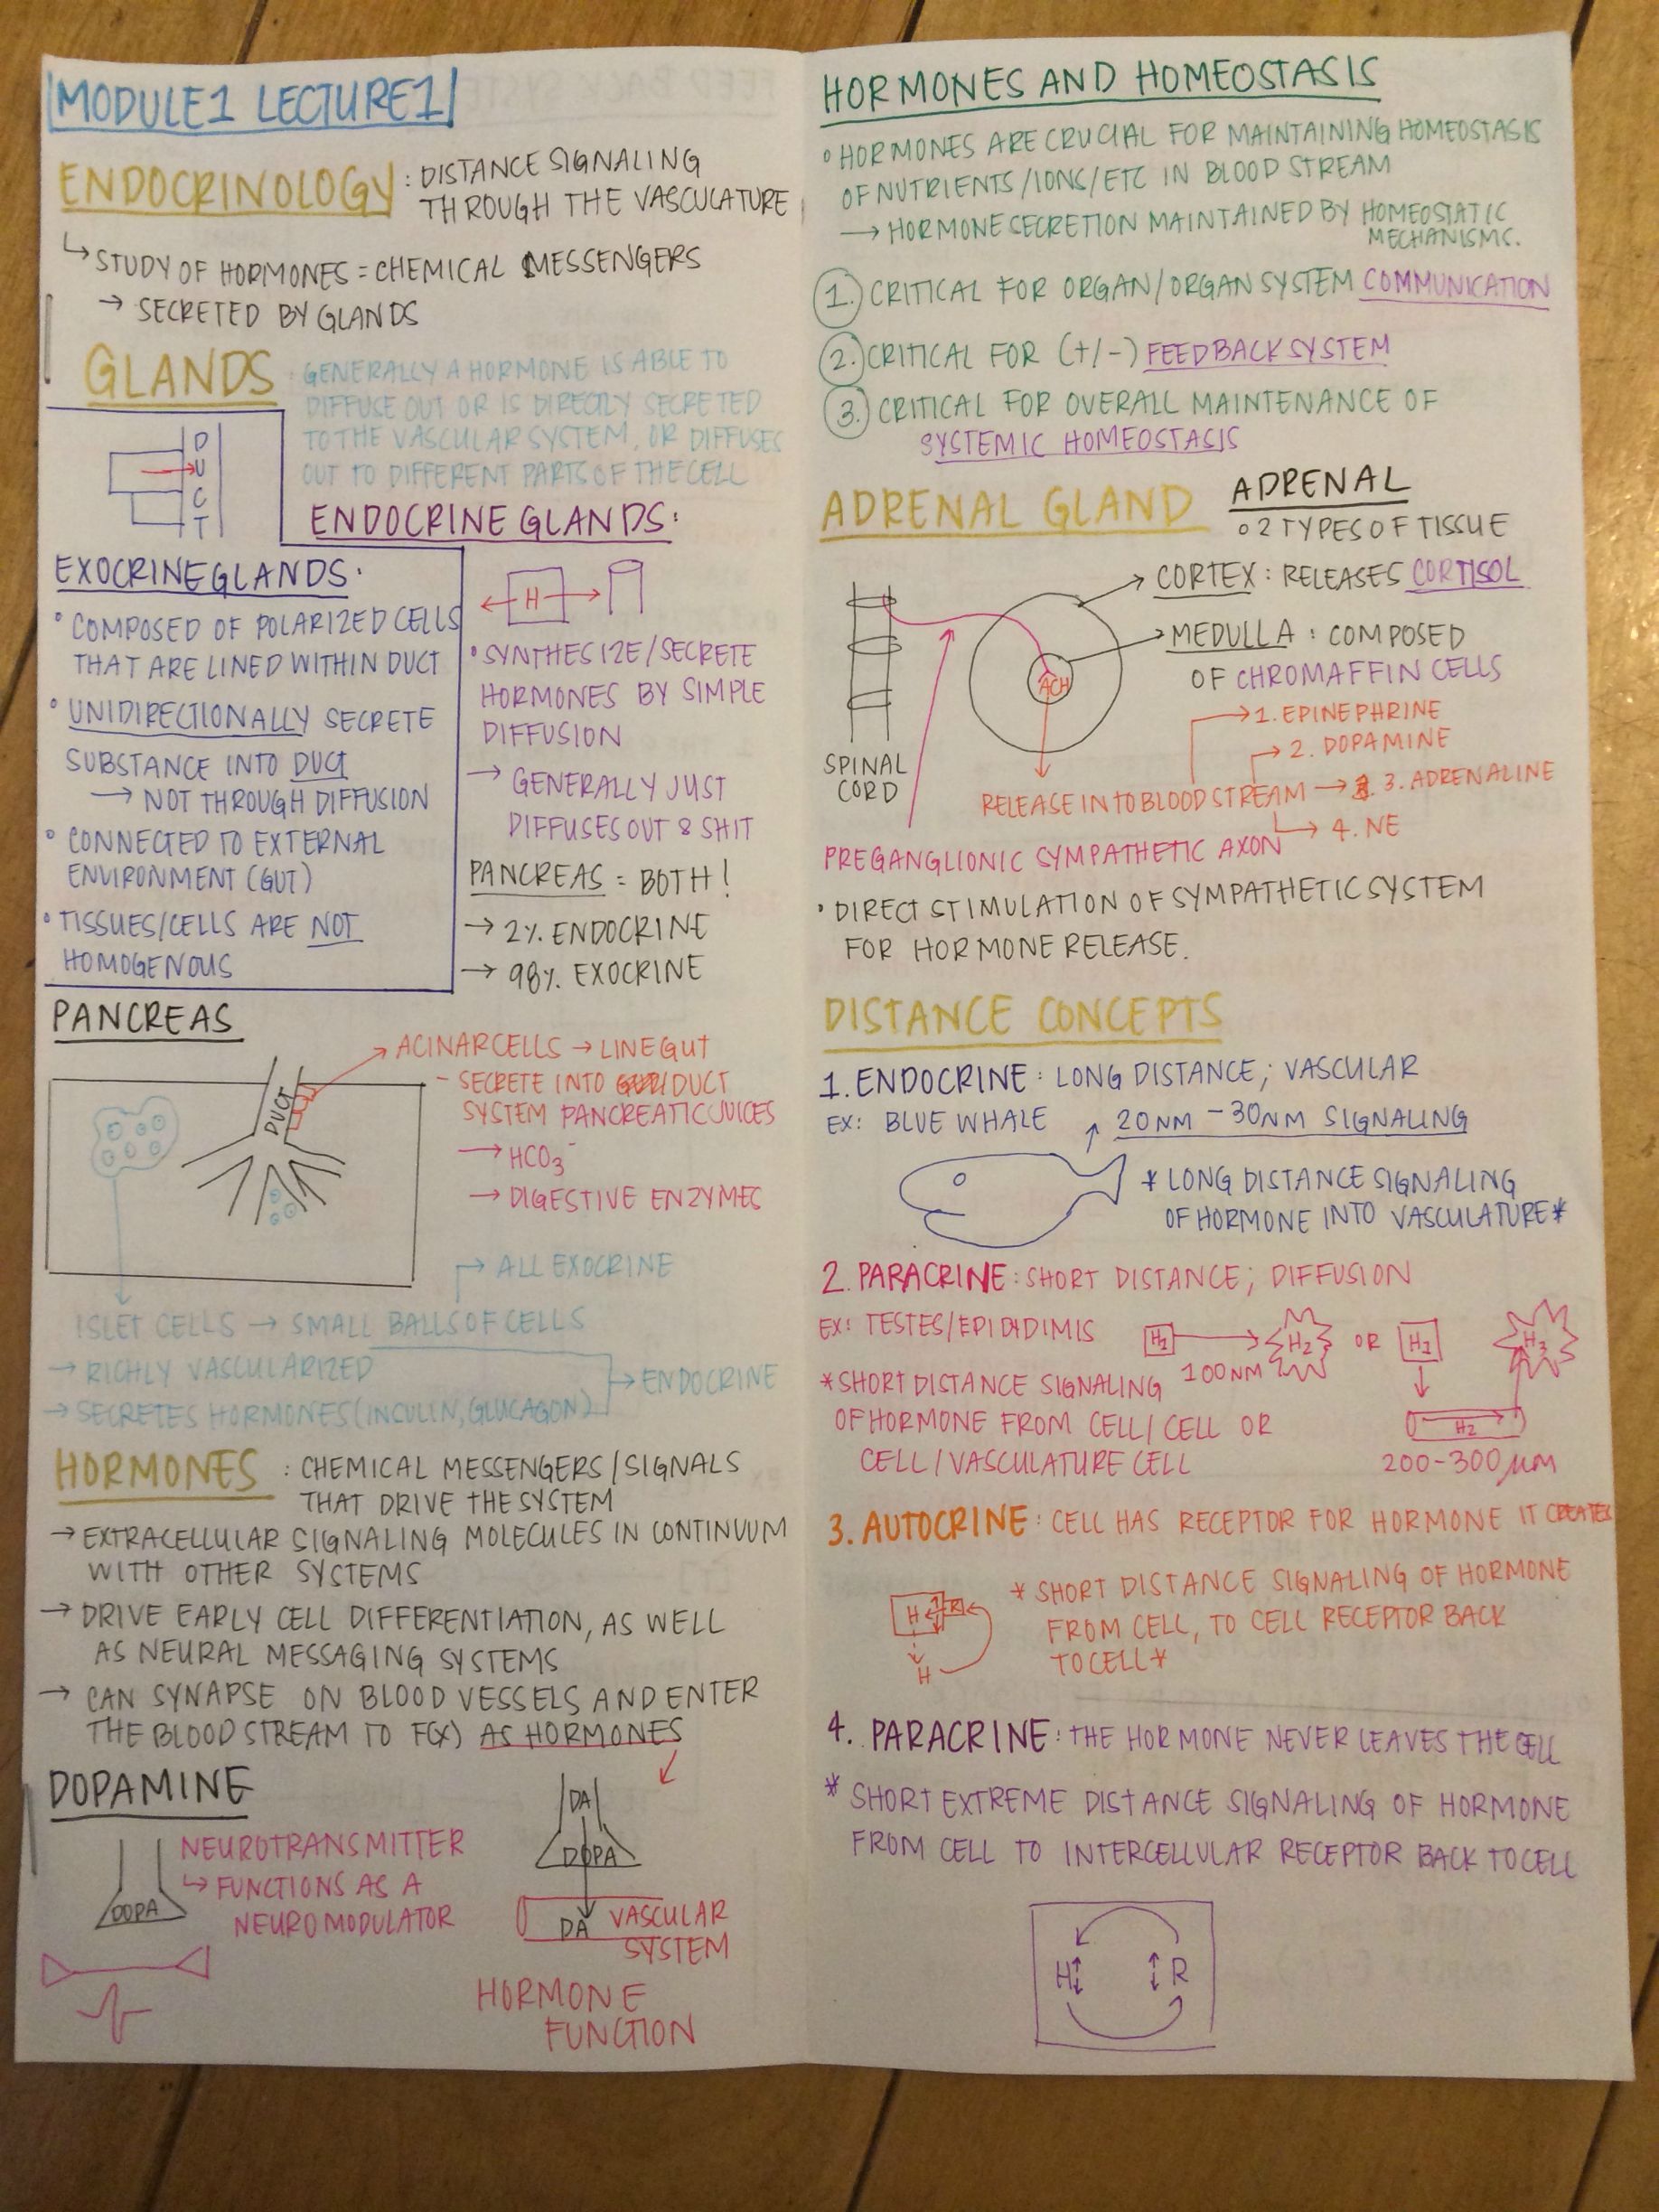 MODULE1 LECTURE1
ENDOCRINOLOGY : DISTANCE SIGNALING
THROUGH THE VASCULATURE
↳ STUDY OF HORMONES = CHEMICAL MESSENGERS
→ SECRETED BY GLANDS
GLANDS : GENERALLY A HORMONE IS ABLE TO
DIFFUSE OUT OR IS DIRECTLY SECRETED
TO THE VASCULAR SYSTEM, OR DIFFUSES
OUT TO DIFFERENT PARTS OF THE CELL
DUCT
EXOCRINE GLANDS:
• COMPOSED OF POLARIZED CELLS
THAT ARE LINED WITHIN DUCT
• UNIDIRECTIONALLY SECRETE
SUBSTANCE INTO DUCT
→ NOT THROUGH DIFFUSION
• CONNECTED TO EXTERNAL
ENVIRONMENT (GUT)
• TISSUES/CELLS ARE NOT
HOMOGENOUS
ENDOCRINE GLANDS:
H
• SYNTHESIZE/SECRETE
HORMONES BY SIMPLE
DIFFUSION
→ GENERALLY JUST
DIFFUSES OUT & SHIT
PANCREAS = BOTH!
→ 2% ENDOCRINE
→ 98% EXOCRINE
PANCREAS
DUCT
ACINAR CELLS → LINE GUT
- SECRETE INTO DUCT
SYSTEM PANCREATIC JUICES
→ HCO3-
→ DIGESTIVE ENZYMES
→ ALL EXOCRINE
ISLET CELLS → SMALL BALLS OF CELLS
→ RICHLY VASCULARIZED
→ ENDOCRINE
→ SECRETES HORMONES (INSULIN, GLUCAGON)
HORMONES : CHEMICAL MESSENGERS/SIGNALS
THAT DRIVE THE SYSTEM
→ EXTRACELLULAR SIGNALING MOLECULES IN CONTINUUM
WITH OTHER SYSTEMS
→ DRIVE EARLY CELL DIFFERENTIATION, AS WELL
AS NEURAL MESSAGING SYSTEMS
→ CAN SYNAPSE ON BLOOD VESSELS AND ENTER
THE BLOOD STREAM TO F(X) AS HORMONES
DOPAMINE
DOPA
NEUROTRANSMITTER
↳ FUNCTIONS AS A
NEUROMODULATOR
DA
DOPA
DA VASCULAR
SYSTEM
HORMONE
FUNCTION
HORMONES AND HOMEOSTASIS
• HORMONES ARE CRUCIAL FOR MAINTAINING HOMEOSTASIS
OF NUTRIENTS/IONS/ETC IN BLOOD STREAM
→ HORMONE SECRETION MAINTAINED BY HOMEOSTATIC
MECHANISMS.
1. CRITICAL FOR ORGAN/ORGAN SYSTEM COMMUNICATION
2. CRITICAL FOR (+/-) FEEDBACK SYSTEM
3. CRITICAL FOR OVERALL MAINTENANCE OF
SYSTEMIC HOMEOSTASIS
ADRENAL GLAND
ADRENAL
• 2 TYPES OF TISSUE
→ CORTEX: RELEASES CORTISOL
→ MEDULLA: COMPOSED
OF CHROMAFFIN CELLS
ACH
SPINAL
CORD
→ 1. EPINEPHRINE
→ 2. DOPAMINE
RELEASE INTO BLOODSTREAM → 3. ADRENALINE
→ 4. NE
PREGANGLIONIC SYMPATHETIC AXON
• DIRECT STIMULATION OF SYMPATHETIC SYSTEM
FOR HORMONE RELEASE.
DISTANCE CONCEPTS
1. ENDOCRINE: LONG DISTANCE; VASCULAR
EX: BLUE WHALE ↑ 20NM - 30NM SIGNALING
* LONG DISTANCE SIGNALING
OF HORMONE INTO VASCULATURE*
2. PARACRINE: SHORT DISTANCE; DIFFUSION
EX: TESTES/EPIDIDIMIS
H1 → H2 OR H1 H3
100NM
H2
200-300 µM
* SHORT DISTANCE SIGNALING
OF HORMONE FROM CELL/CELL OR
CELL/VASCULATURE CELL
3. AUTOCRINE: CELL HAS RECEPTOR FOR HORMONE IT CREATES
H R
H
* SHORT DISTANCE SIGNALING OF HORMONE
FROM CELL, TO CELL RECEPTOR BACK
TO CELL*
4. PARACRINE: THE HORMONE NEVER LEAVES THE CELL
* SHORT EXTREME DISTANCE SIGNALING OF HORMONE
FROM CELL TO INTERCELLULAR RECEPTOR BACK TO CELL
H R